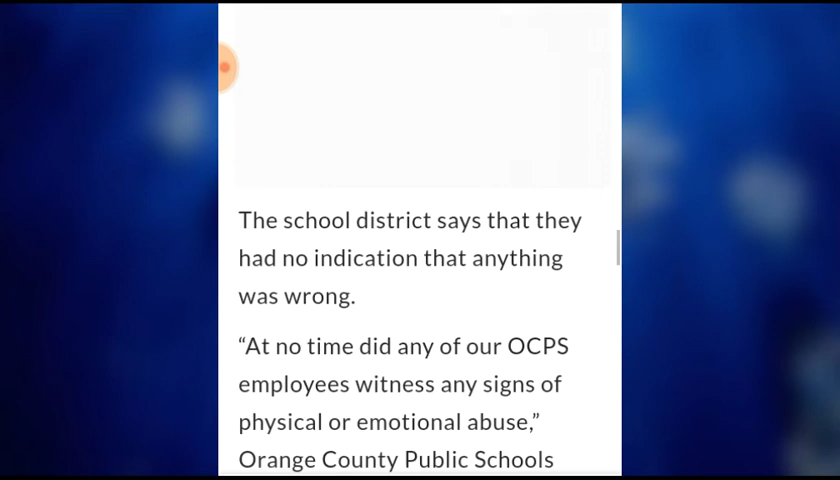 The school district says that they
had no indication that anything
was wrong.
“At no time did any of our OCPS
employees witness any signs of
physical or emotional abuse,”
Orange County Public Schools